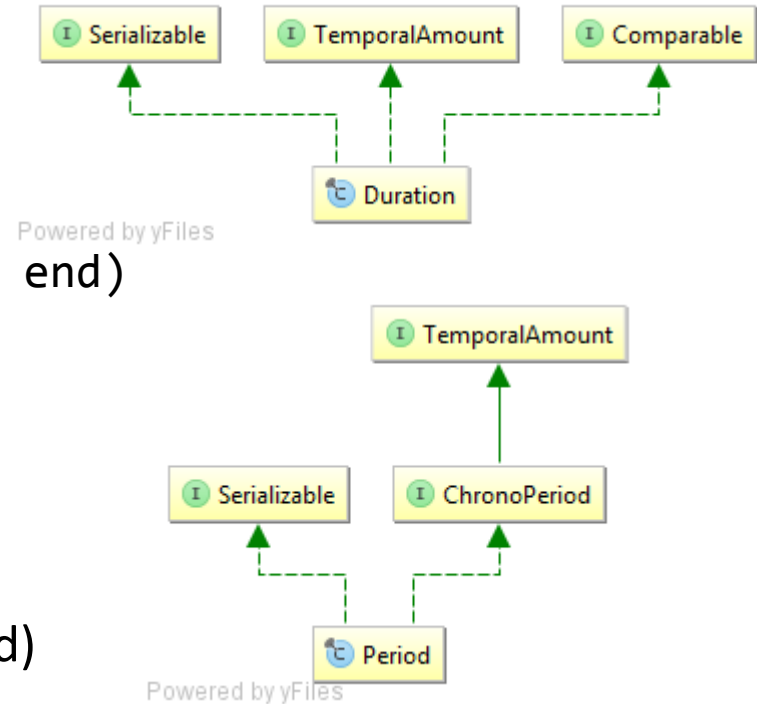 I Serializable I TemporalAmount I Comparable
C Duration
Powered by yFiles
end)
I TemporalAmount
I Serializable I ChronoPeriod
d)
C Period
Powered by yFiles